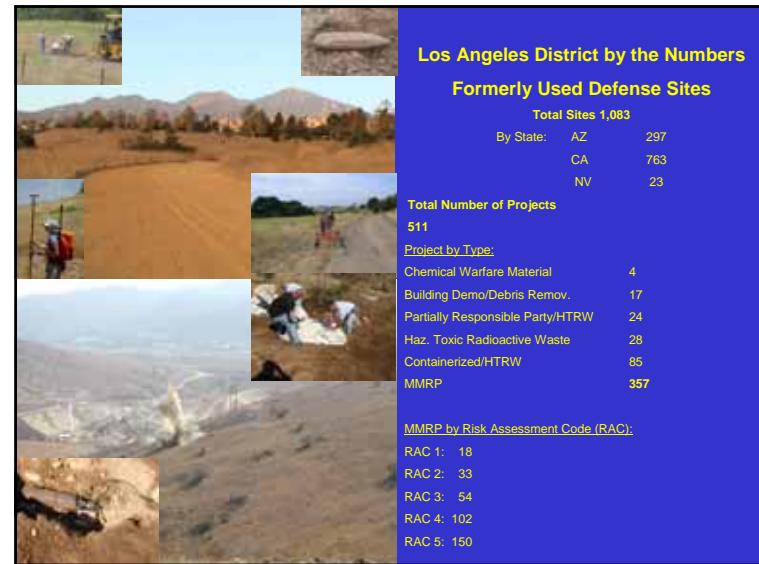 Los Angeles District by the Numbers
Formerly Used Defense Sites
Total Sites 1,083
By State: AZ 297
CA 763
NV 23
Total Number of Projects
511
Project by Type:
Chemical Warfare Material 4
Building Demo/Debris Remov. 17
Partially Responsible Party/HTRW 24
Haz. Toxic Radioactive Waste 28
Containerized/HTRW 85
MMRP 357
MMRP by Risk Assessment Code (RAC):
RAC 1: 18
RAC 2: 33
RAC 3: 54
RAC 4: 102
RAC 5: 150